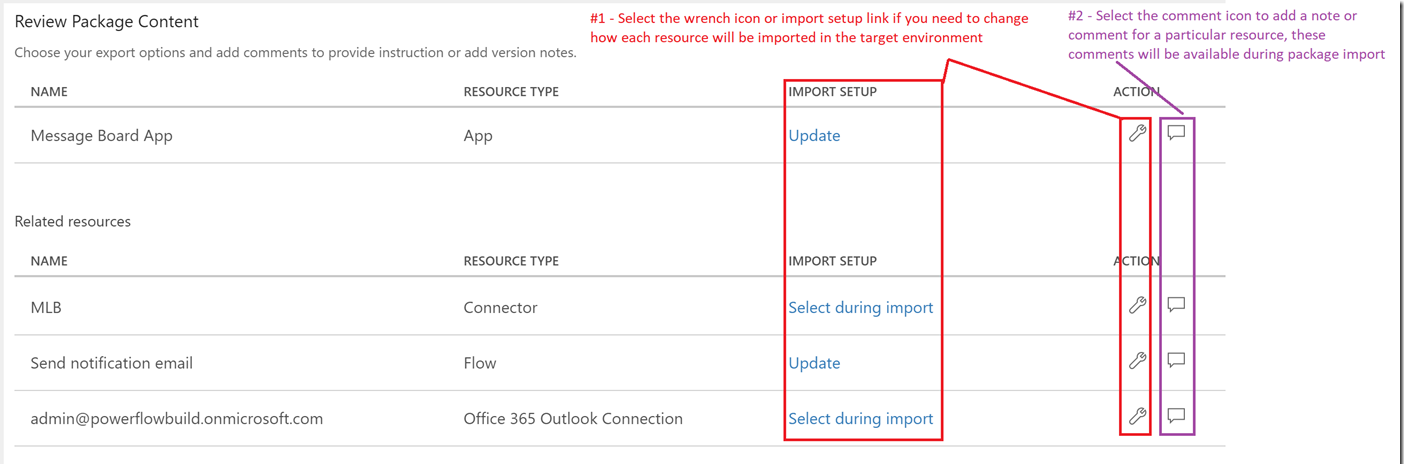 Review Package Content
#1 - Select the wrench icon or import setup link if you need to change
how each resource will be imported in the target environment
#2 - Select the comment icon to add a note or
comment for a particular resource, these
comments will be available during package import
Choose your export options and add comments to provide instruction or add version notes.
NAME RESOURCE TYPE IMPORT SETUP ACTION
Message Board App App Update
Related resources
NAME RESOURCE TYPE IMPORT SETUP ACTION
MLB Connector Select during import
Send notification email Flow Update
admin@powerflowbuild.onmicrosoft.com Office 365 Outlook Connection Select during import